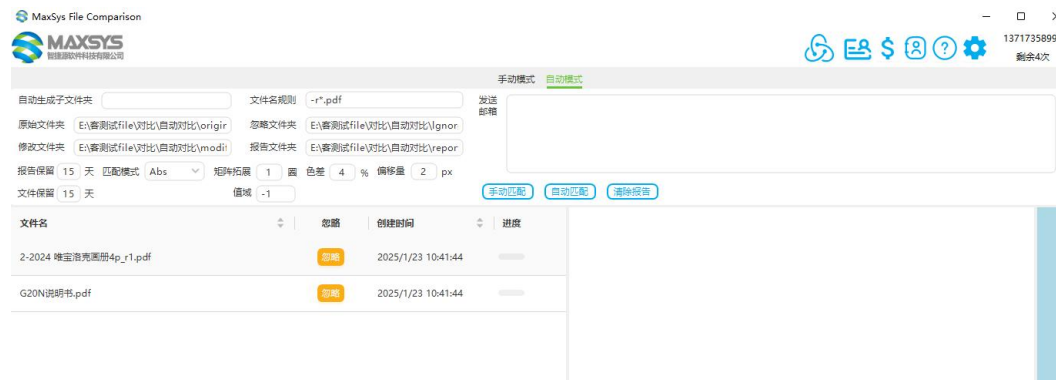 MaxSys File Comparison
MAXSYS
智捷源软件科技有限公司
1371735899
剩余4次
手动模式 自动模式
自动生成子文件夹 文件名规则 -r*.pdf 发送邮箱
原始文件夹 E:\客测试file\对比\自动对比\origir 忽略文件夹 E:\客测试file\对比\自动对比\Ignor
修改文件夹 E:\客测试file\对比\自动对比\modif 报告文件夹 E:\客测试file\对比\自动对比\repor
报告保留 15 天 匹配模式 Abs 矩阵拓展 1 圈 色差 4 % 偏移量 2 px
文件保留 15 天 值域 -1 手动匹配 自动匹配 清除报告
文件名 忽略 创建时间 进度
2-2024 唯宝洛克画册4p_r1.pdf 忽略 2025/1/23 10:41:44
G20N说明书.pdf 忽略 2025/1/23 10:41:44